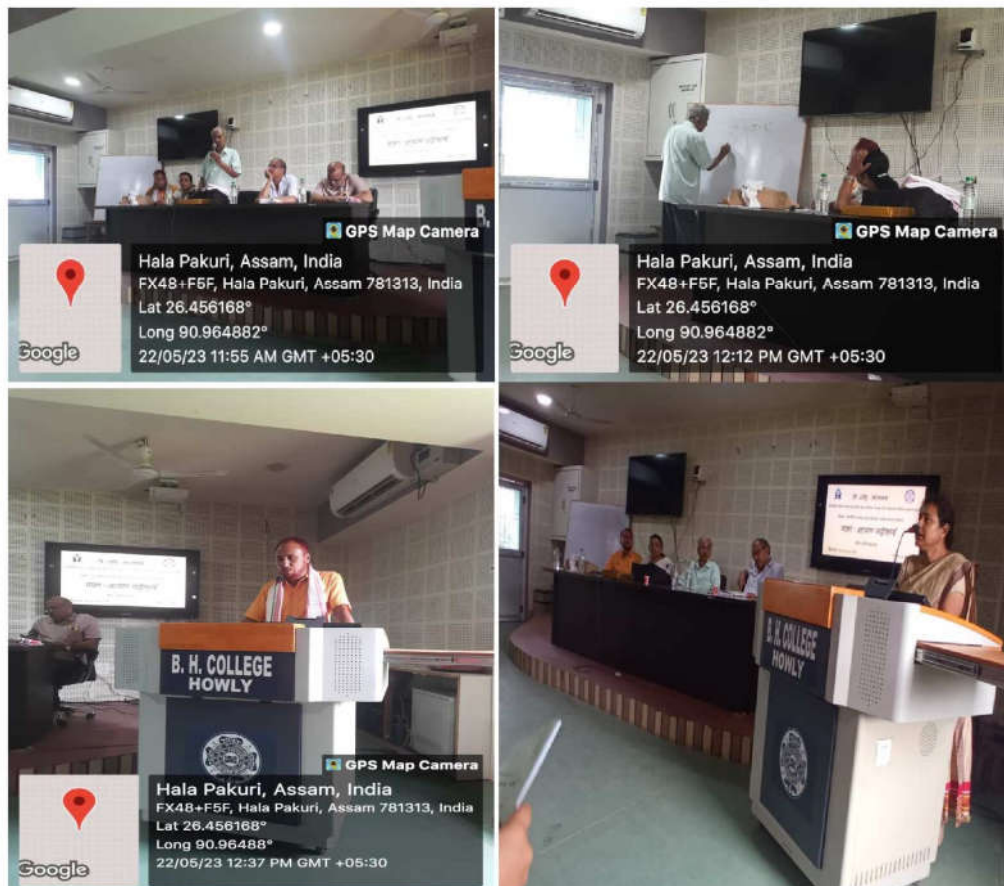 GPS Map Camera
Hala Pakuri, Assam, India
FX48+F5F, Hala Pakuri, Assam 781313, India
Lat 26.456168°
Long 90.964882°
22/05/23 11:55 AM GMT +05:30
Google
GPS Map Camera
Hala Pakuri, Assam, India
FX48+F5F, Hala Pakuri, Assam 781313, India
Lat 26.456168°
Long 90.964882°
22/05/23 12:12 PM GMT +05:30
Google
B. H. COLLEGE
HOWLY
GPS Map Camera
Hala Pakuri, Assam, India
FX48+F5F, Hala Pakuri, Assam 781313, India
Lat 26.456168°
Long 90.96488°
22/05/23 12:37 PM GMT +05:30
Google
B. H. COLLEGE
HOWLY